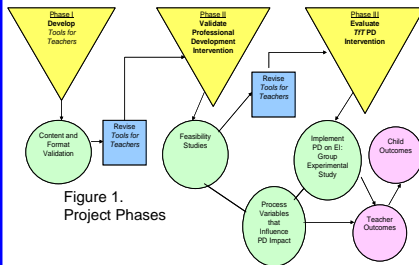 Phase I
Develop
Tools for
Teachers
Phase II
Validate
Professional
Development
Intervention
Phase III
Evaluate
TfT PD
Intervention
Content and
Format
Validation
Revise
Tools for
Teachers
Feasibility
Studies
Revise
Tools for
Teachers
Implement
PD on EI:
Group
Experimental
Study
Child
Outcomes
Process
Variables
that
Influence
PD Impact
Teacher
Outcomes
Figure 1.
Project Phases